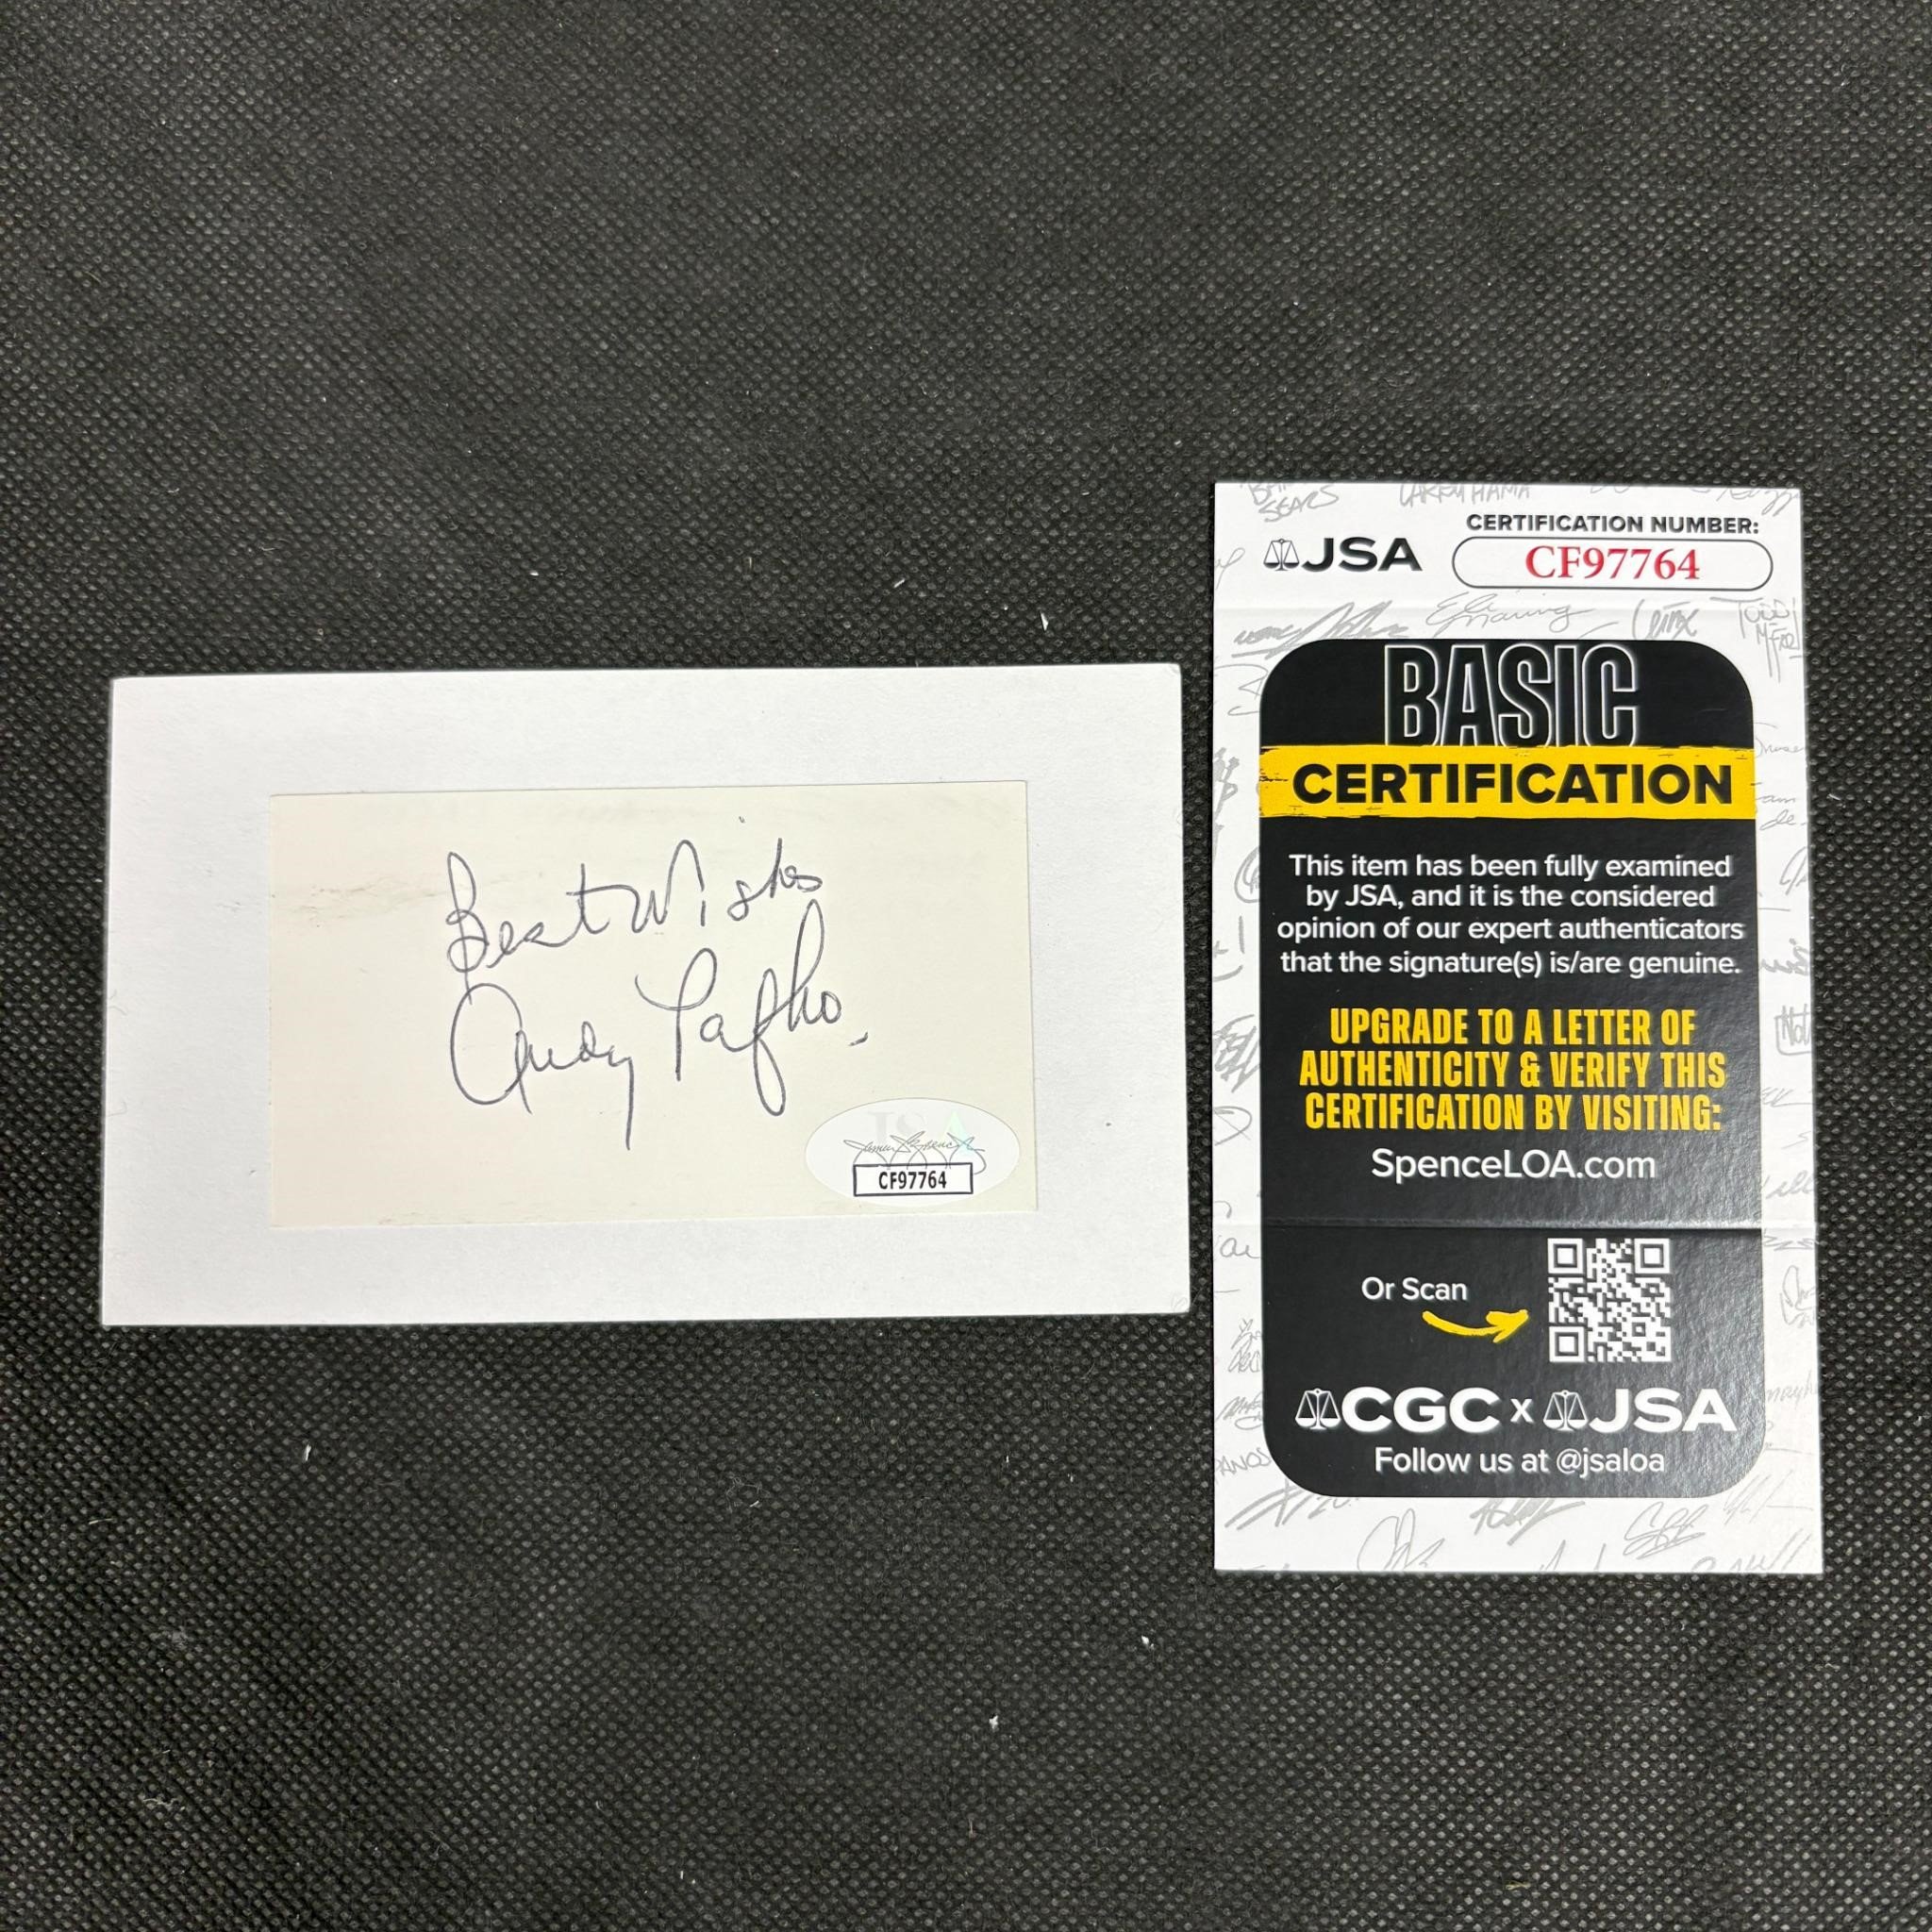 Best Wishes
Andy Pafko.
JSA
CF97764
CERTIFICATION NUMBER:
JSA
CF97764
BASIC
CERTIFICATION
This item has been fully examined
by JSA, and it is the considered
opinion of our expert authenticators
that the signature(s) is/are genuine.
UPGRADE TO A LETTER OF
AUTHENTICITY & VERIFY THIS
CERTIFICATION BY VISITING:
SpenceLOA.com
Or Scan
CGC x JSA
Follow us at @jsaloa